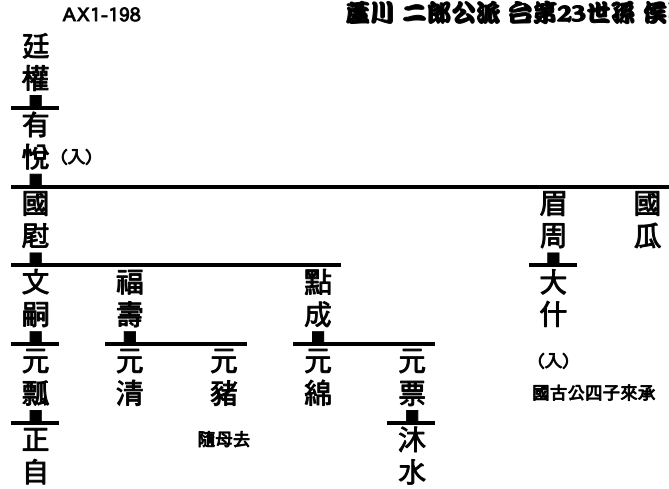 AX1-198
蘆川 二郎公派 台第23世孫 侯
廷權
有悅 (入)
國尉 眉周 國瓜
文嗣 福壽 點成 大什
元瓢 元清 元豬 元綿 元票 (入)
國古公四子來承
正自 隨母去 沐水